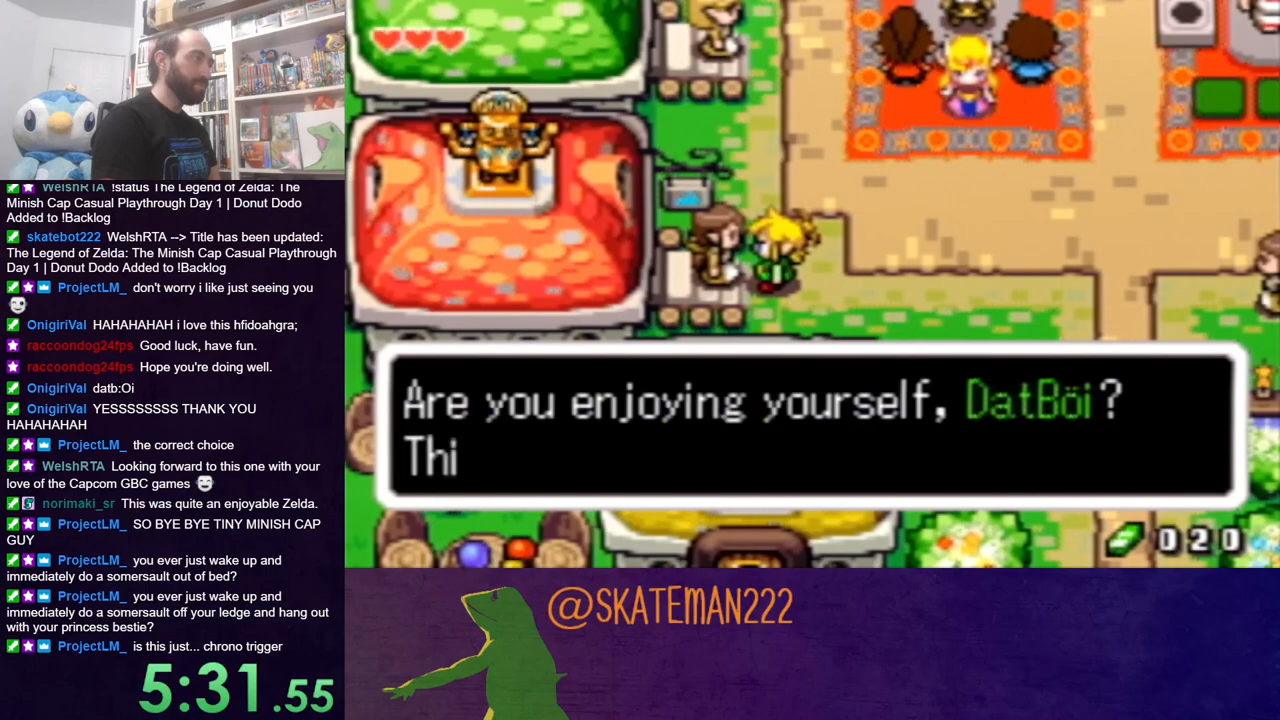 WelshRTA !status The Legend of Zelda: The
Minish Cap Casual Playthrough Day 1 | Donut Dodo
Added to !Backlog
skatebot222 WelshRTA --> Title has been updated:
The Legend of Zelda: The Minish Cap Casual Playthrough
Day 1 | Donut Dodo Added to !Backlog
ProjectLM_ don't worry i like just seeing you
OnigiriVal HAHAHAHAH i love this hfidoahgra;
raccoondog24fps Good luck, have fun.
raccoondog24fps Hope you're doing well.
OnigiriVal datb:Oi
OnigiriVal YESSSSSSSS THANK YOU
HAHAHAHAH
ProjectLM_ the correct choice
WelshRTA Looking forward to this one with your
love of the Capcom GBC games
norimaki_sr This was quite an enjoyable Zelda.
ProjectLM_ SO BYE BYE TINY MINISH CAP
GUY
ProjectLM_ you ever just wake up and
immediately do a somersault out of bed?
ProjectLM_ you ever just wake up and
immediately do a somersault off your ledge and hang out
with your princess bestie?
ProjectLM_ is this just... chrono trigger
5:31.55
Are you enjoying yourself, DatBöi?
Thi
020
@SKATEMAN222